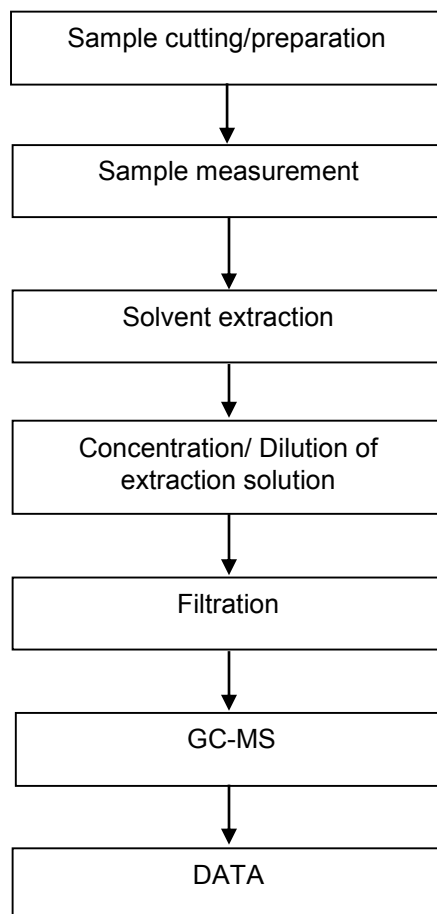 Sample cutting/preparation
Sample measurement
Solvent extraction
Concentration/ Dilution of
extraction solution
Filtration
GC-MS
DATA